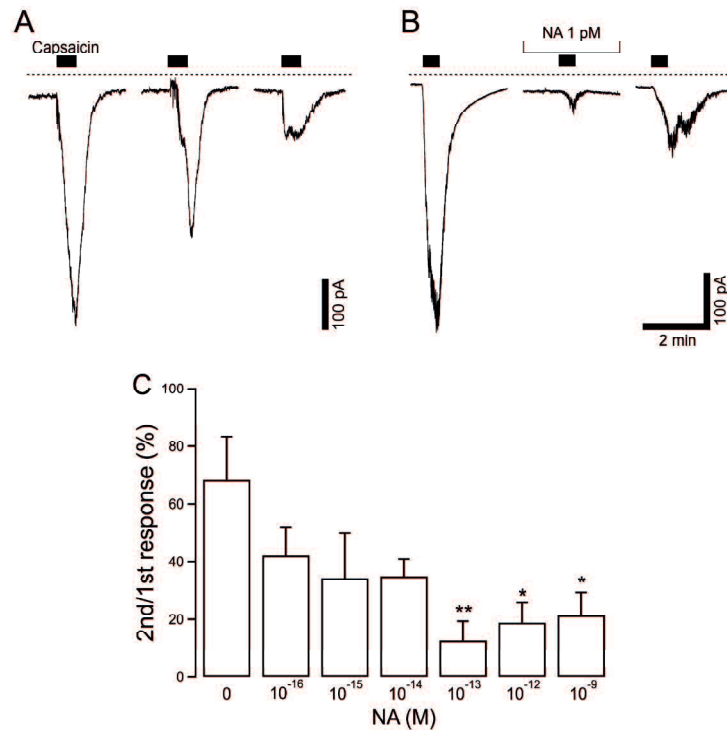 A
B
Capsaicin
NA 1 pM
100 pA
100 pA
2 min
C
2nd/1st response (%)
100
80
60
40
20
0
**
*
*
0
10⁻¹⁶
10⁻¹⁵
10⁻¹⁴
10⁻¹³
10⁻¹²
10⁻⁹
NA (M)